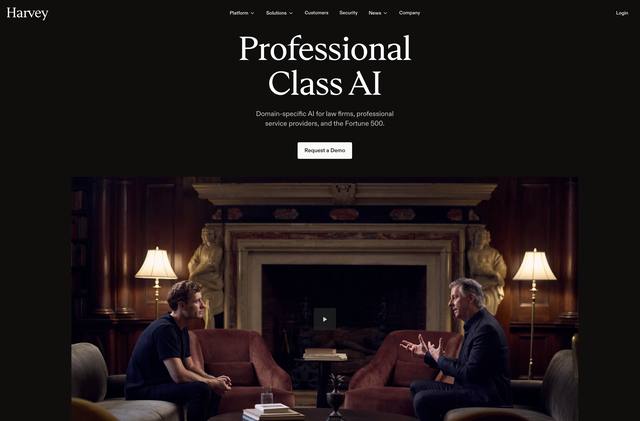 Harvey
Platform
Solutions
Customers
Security
News
Company
Login
Professional
Class AI
Domain-specific AI for law firms, professional
service providers, and the Fortune 500.
Request a Demo